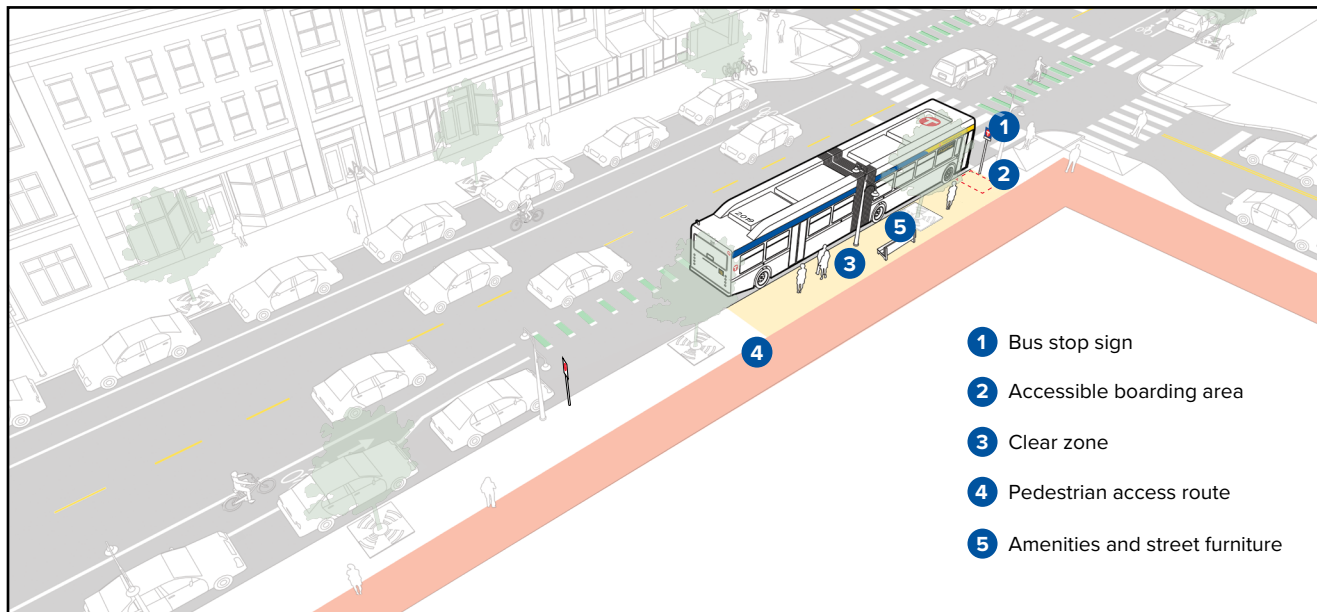 2019
T
T
1
2
5
3
4
1 Bus stop sign
2 Accessible boarding area
3 Clear zone
4 Pedestrian access route
5 Amenities and street furniture